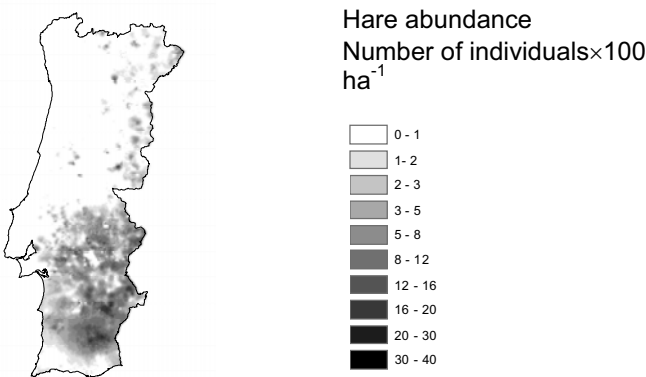 Hare abundance
Number of individuals×100
ha⁻¹
0 - 1
1- 2
2 - 3
3 - 5
5 - 8
8 - 12
12 - 16
16 - 20
20 - 30
30 - 40